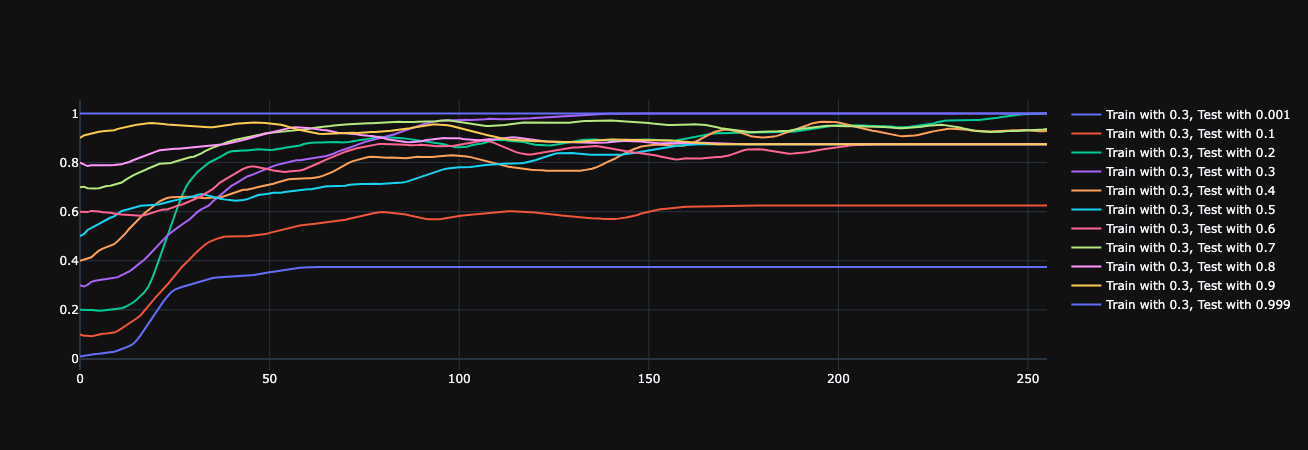 1
0.8
0.6
0.4
0.2
0
0
50
100
150
200
250
Train with 0.3, Test with 0.001
Train with 0.3, Test with 0.1
Train with 0.3, Test with 0.2
Train with 0.3, Test with 0.3
Train with 0.3, Test with 0.4
Train with 0.3, Test with 0.5
Train with 0.3, Test with 0.6
Train with 0.3, Test with 0.7
Train with 0.3, Test with 0.8
Train with 0.3, Test with 0.9
Train with 0.3, Test with 0.999